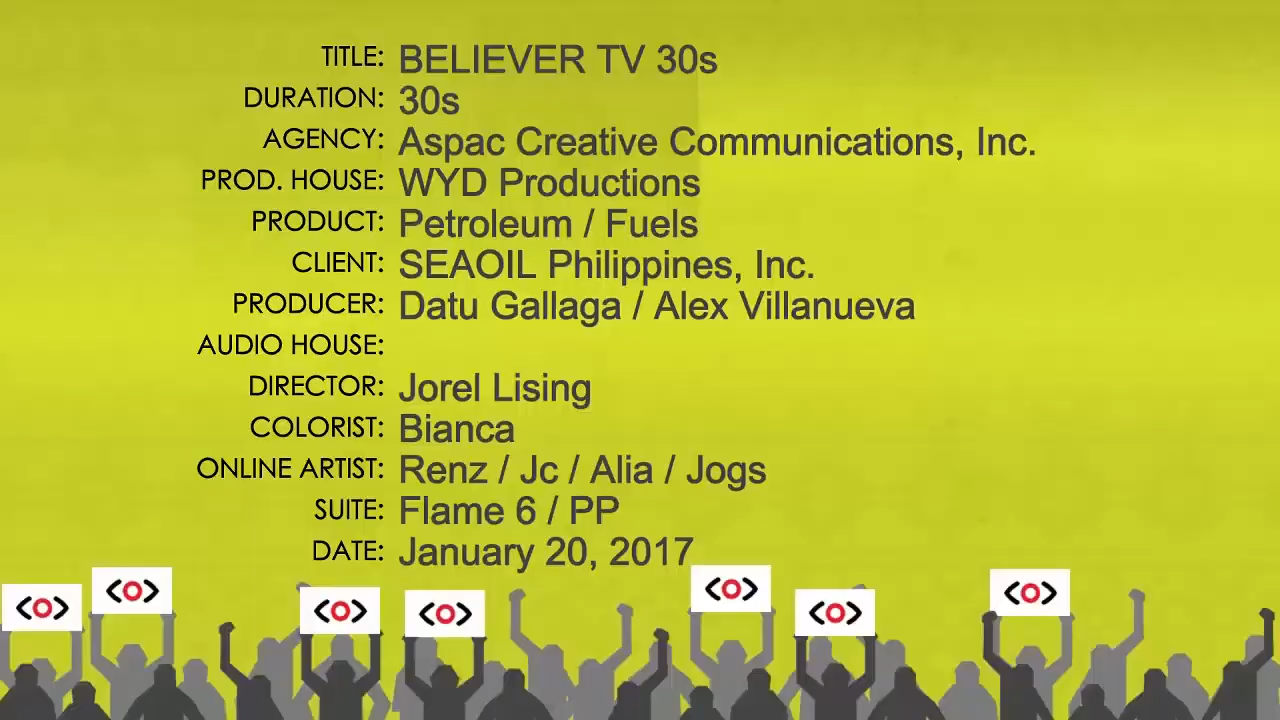 TITLE: BELIEVER TV 30s
DURATION: 30s
AGENCY: Aspac Creative Communications, Inc.
PROD. HOUSE: WYD Productions
PRODUCT: Petroleum / Fuels
CLIENT: SEAOIL Philippines, Inc.
PRODUCER: Datu Gallaga / Alex Villanueva
AUDIO HOUSE:
DIRECTOR: Jorel Lising
COLORIST: Bianca
ONLINE ARTIST: Renz / Jc / Alia / Jogs
SUITE: Flame 6 / PP
DATE: January 20, 2017